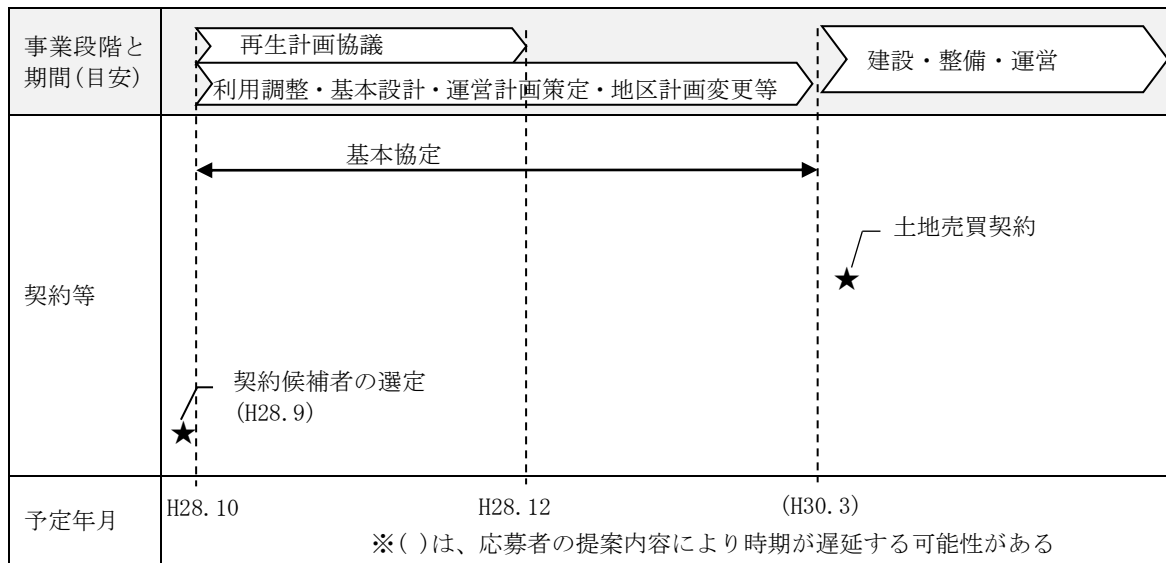 事業段階と
期間(目安)
再生計画協議
利用調整・基本設計・運営計画策定・地区計画変更等
建設・整備・運営
契約等
基本協定
土地売買契約
契約候補者の選定
(H28.9)
予定年月
H28.10
H28.12
(H30.3)
※( )は、応募者の提案内容により時期が遅延する可能性がある